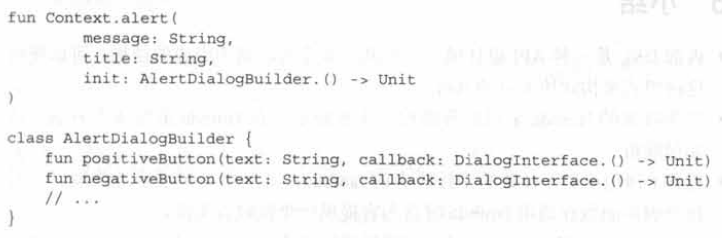 fun Context.alert(
        message: String,
        title: String,
        init: AlertDialogBuilder.() -> Unit
)
class AlertDialogBuilder {
    fun positiveButton(text: String, callback: DialogInterface.() -> Unit)
    fun negativeButton(text: String, callback: DialogInterface.() -> Unit)
    // ...
}